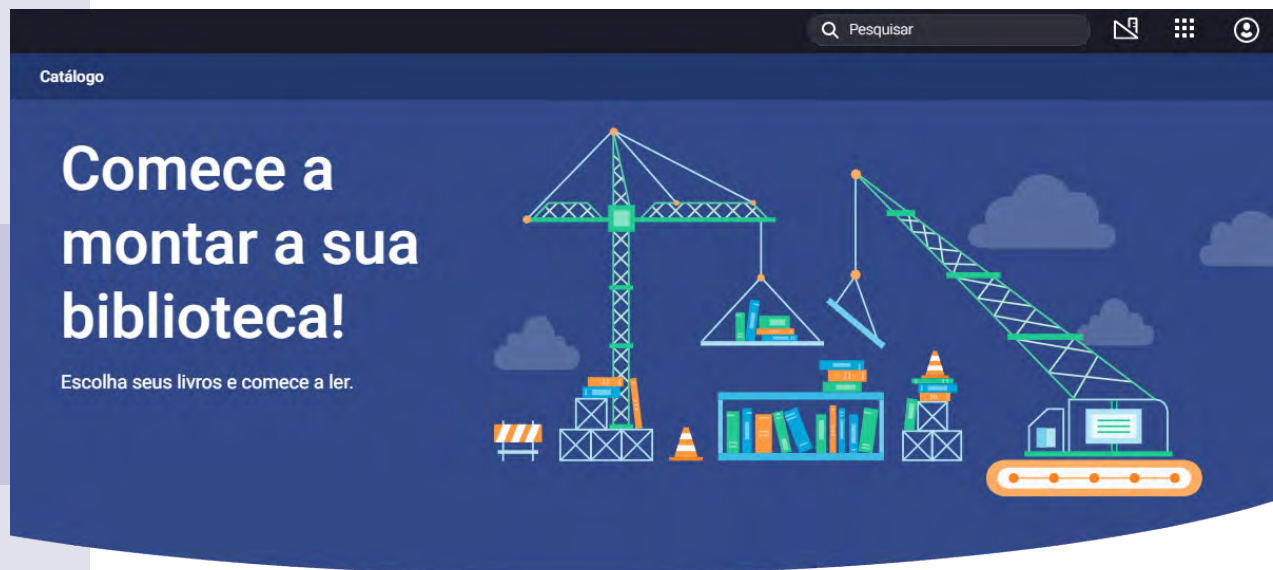 Pesquisar
Catálogo
Comece a
montar a sua
biblioteca!
Escolha seus livros e comece a ler.